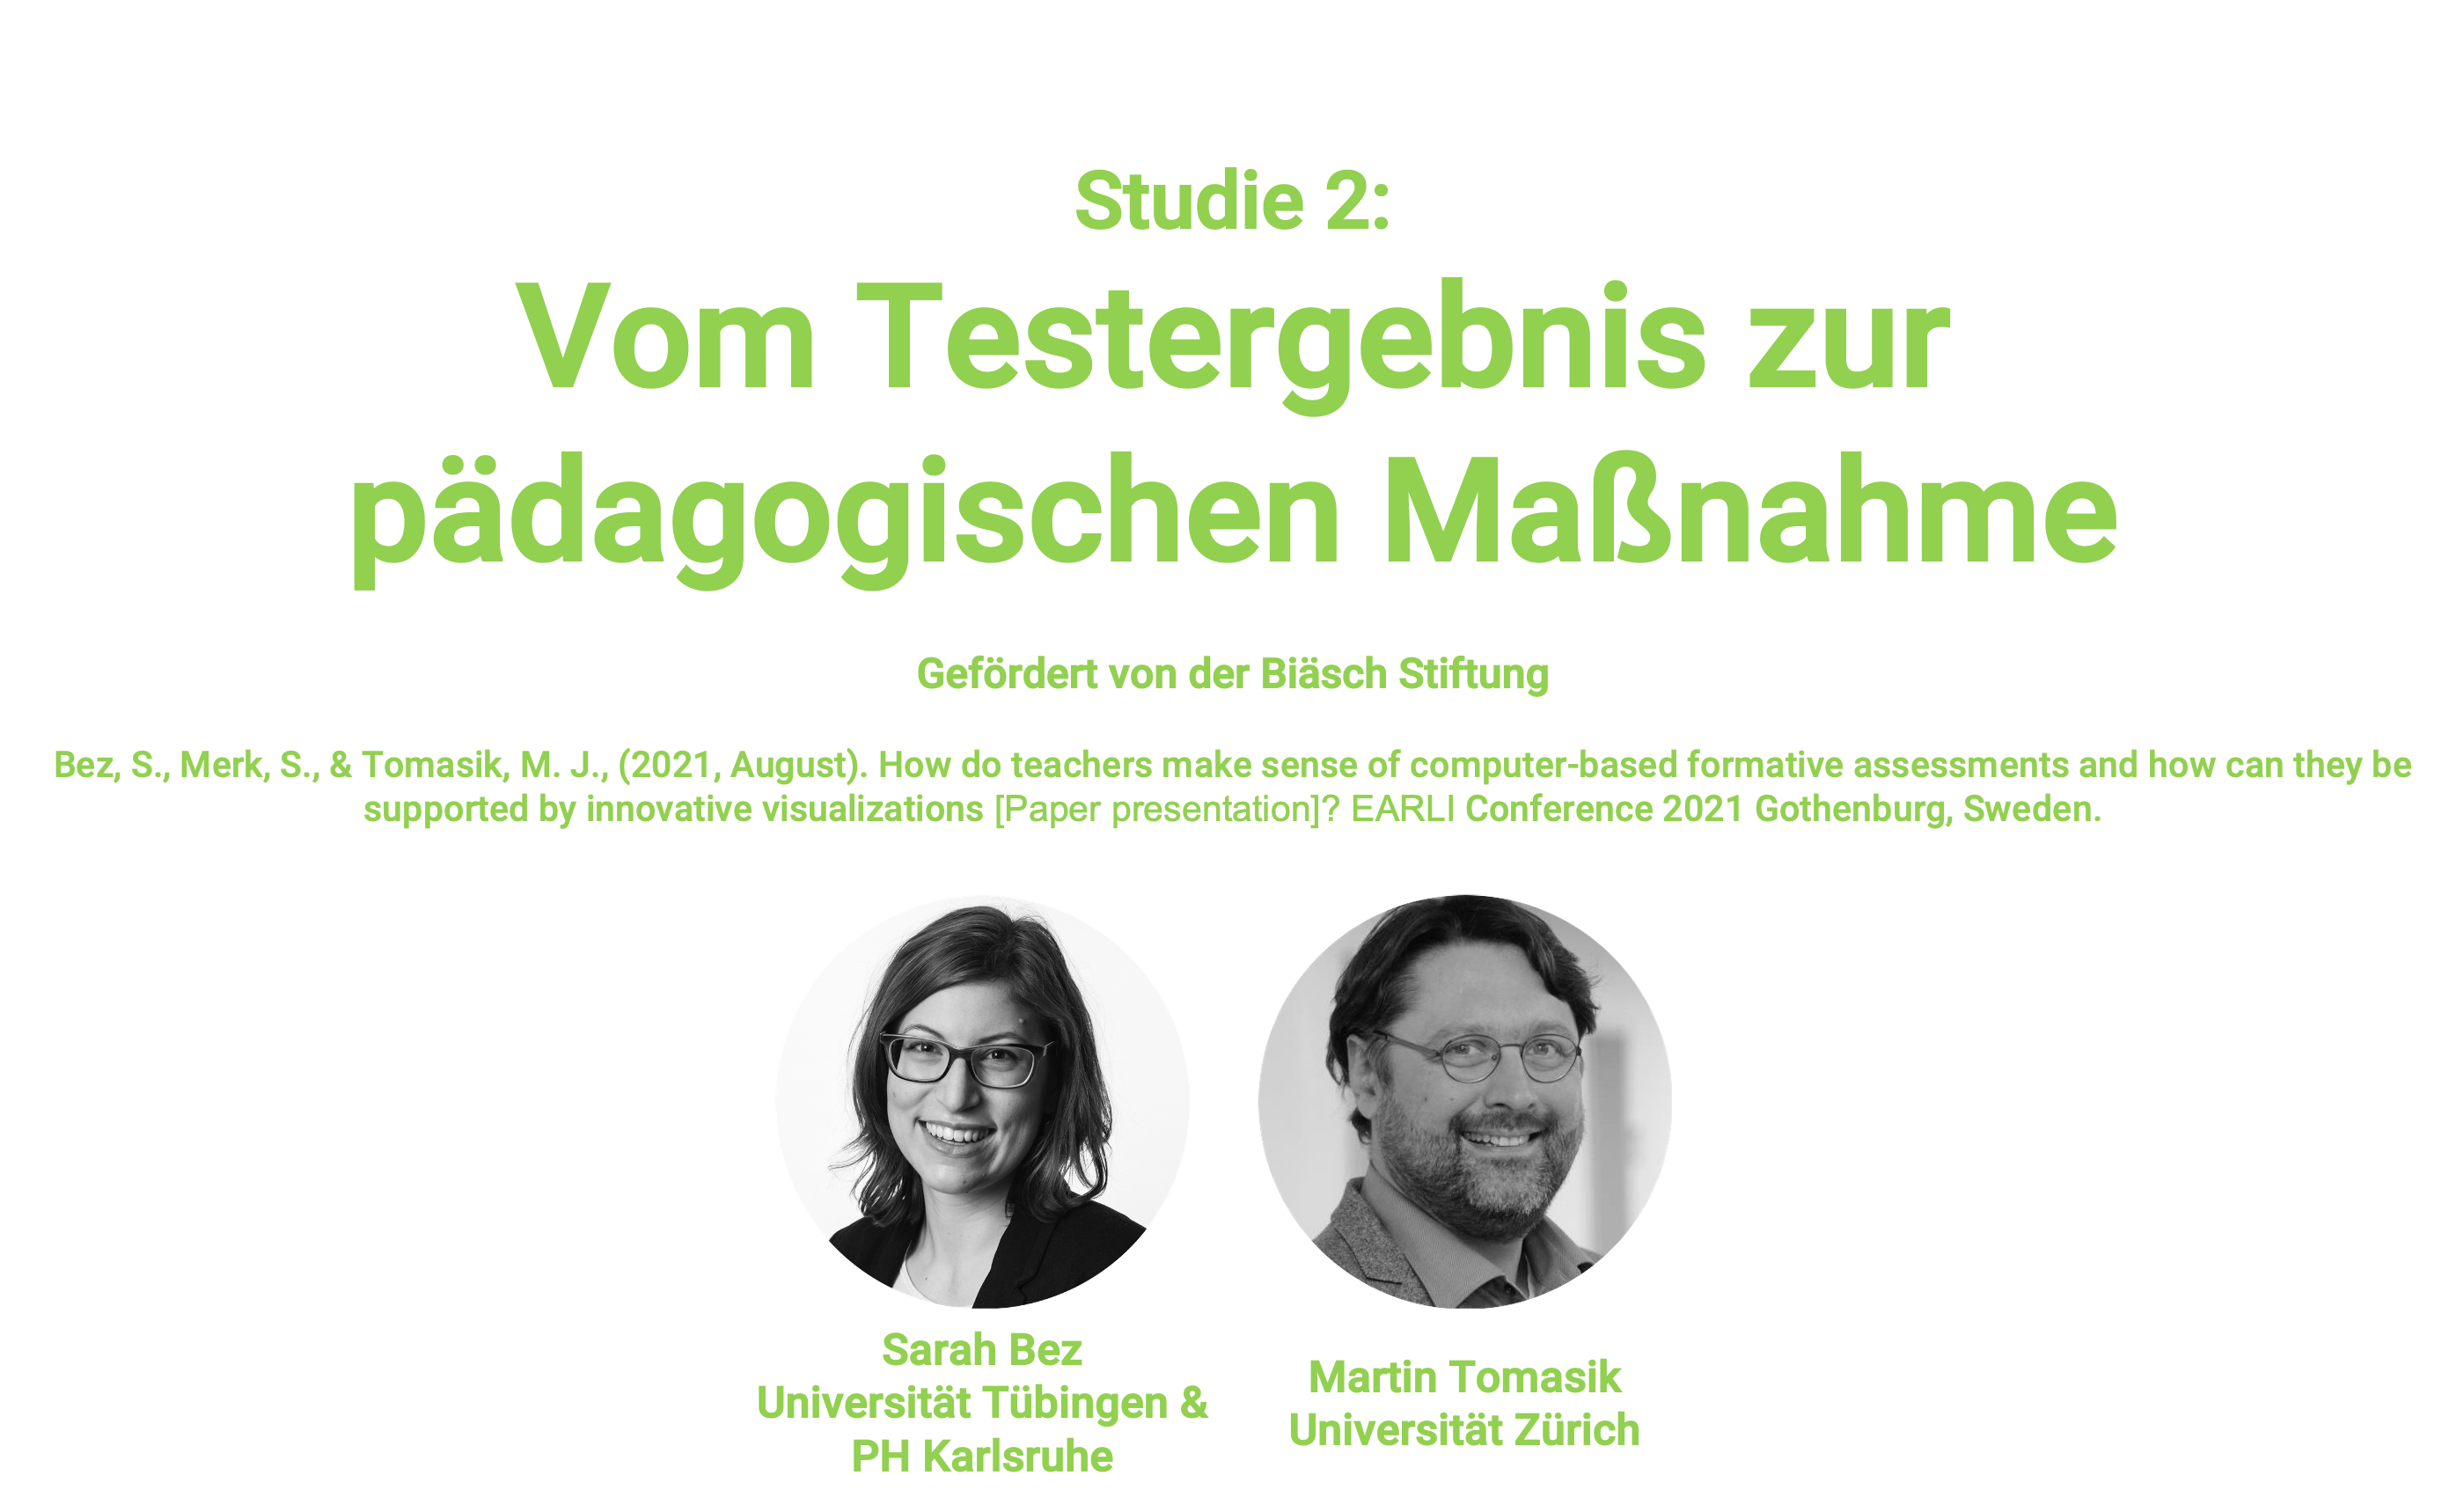 Studie 2:
Vom Testergebnis zur
pädagogischen Maßnahme
Gefördert von der Biäsch Stiftung
Bez, S., Merk, S., & Tomasik, M. J., (2021, August). How do teachers make sense of computer-based formative assessments and how can they be
supported by innovative visualizations [Paper presentation]? EARLI Conference 2021 Gothenburg, Sweden.
Sarah Bez
Universität Tübingen &
PH Karlsruhe
Martin Tomasik
Universität Zürich